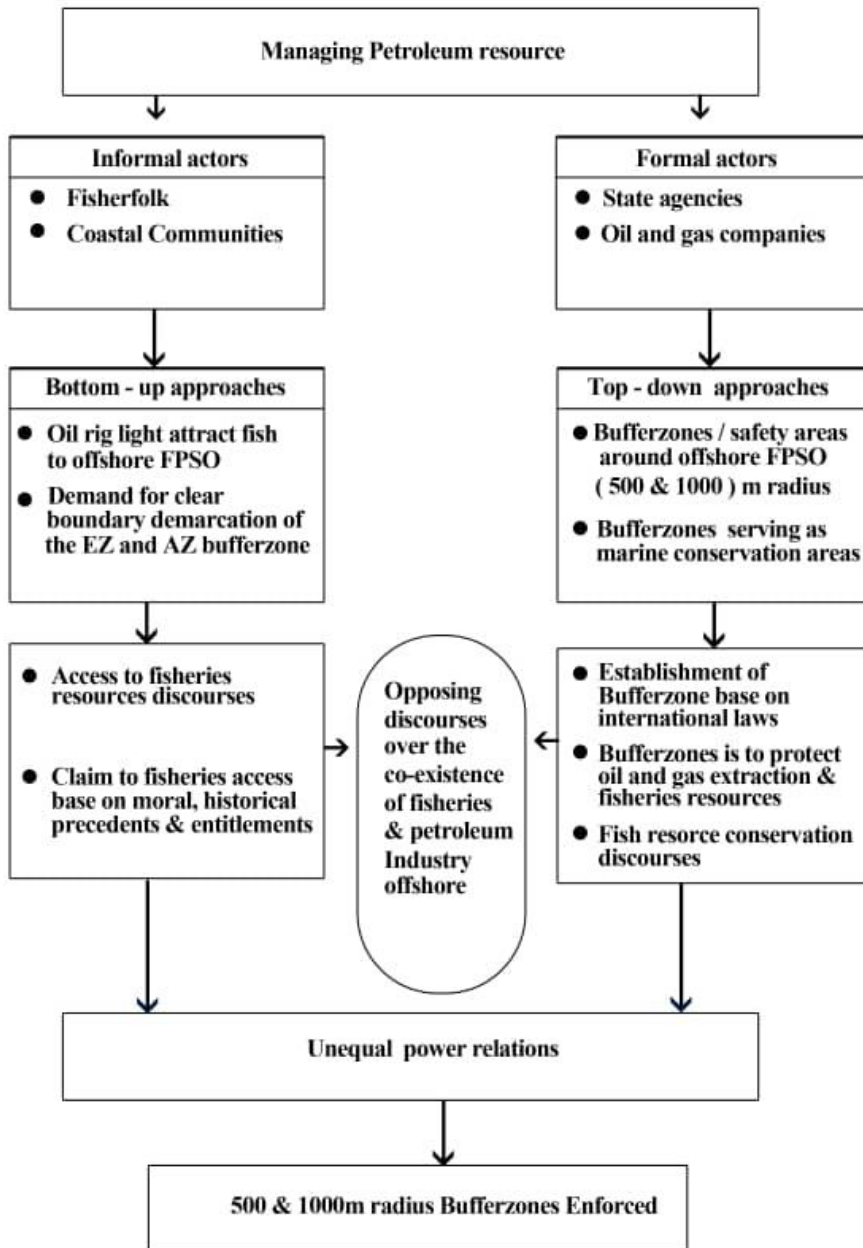 Managing Petroleum resource
Informal actors
● Fisherfolk
● Coastal Communities
Formal actors
● State agencies
● Oil and gas companies
Bottom - up approaches
● Oil rig light attract fish
to offshore FPSO
● Demand for clear
boundary demarcation of
the EZ and AZ bufferzone
Top - down approaches
● Bufferzones / safety areas
around offshore FPSO
( 500 & 1000 ) m radius
● Bufferzones serving as
marine conservation areas
● Access to fisheries
resources discourses
● Claim to fisheries access
base on moral, historical
precedents & entitlements
Opposing
discourses
over the
co-existence
of fisheries
& petroleum
Industry
offshore
● Establishment of
Bufferzone base on
international laws
● Bufferzones is to protect
oil and gas extraction &
fisheries resources
● Fish resorce conservation
discourses
Unequal power relations
500 & 1000m radius Bufferzones Enforced